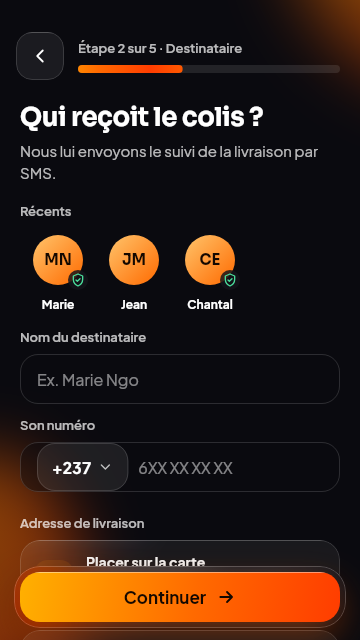 Étape 2 sur 5 · Destinataire
Qui reçoit le colis ?
Nous lui envoyons le suivi de la livraison par
SMS.
Récents
MN JM CE
Marie Jean Chantal
Nom du destinataire
Ex. Marie Ngo
Son numéro
+237 6XX XX XX XX
Adresse de livraison
Placer sur la carte
Continuer →